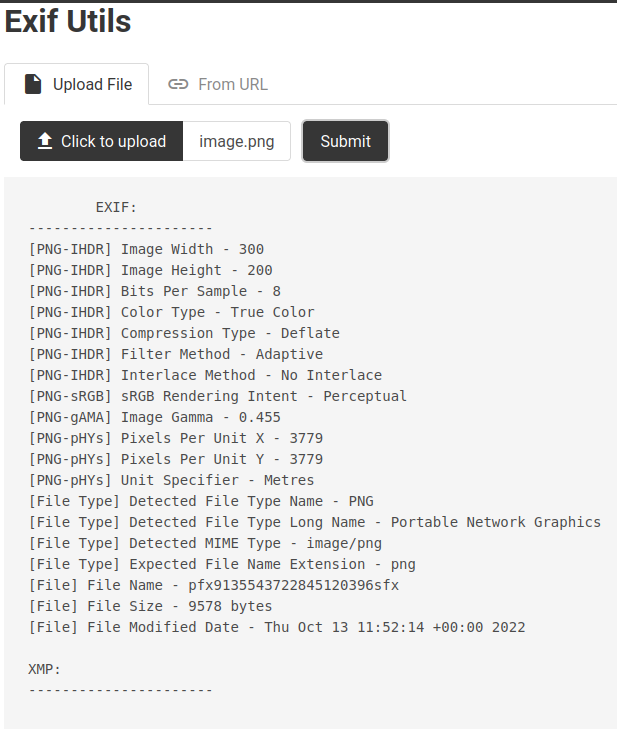 Exif Utils
Upload File From URL
Click to upload image.png Submit
EXIF:
----------------------
[PNG-IHDR] Image Width - 300
[PNG-IHDR] Image Height - 200
[PNG-IHDR] Bits Per Sample - 8
[PNG-IHDR] Color Type - True Color
[PNG-IHDR] Compression Type - Deflate
[PNG-IHDR] Filter Method - Adaptive
[PNG-IHDR] Interlace Method - No Interlace
[PNG-sRGB] sRGB Rendering Intent - Perceptual
[PNG-gAMA] Image Gamma - 0.455
[PNG-pHYs] Pixels Per Unit X - 3779
[PNG-pHYs] Pixels Per Unit Y - 3779
[PNG-pHYs] Unit Specifier - Metres
[File Type] Detected File Type Name - PNG
[File Type] Detected File Type Long Name - Portable Network Graphics
[File Type] Detected MIME Type - image/png
[File Type] Expected File Name Extension - png
[File] File Name - pfx9135543722845120396sfx
[File] File Size - 9578 bytes
[File] File Modified Date - Thu Oct 13 11:52:14 +00:00 2022
XMP:
----------------------